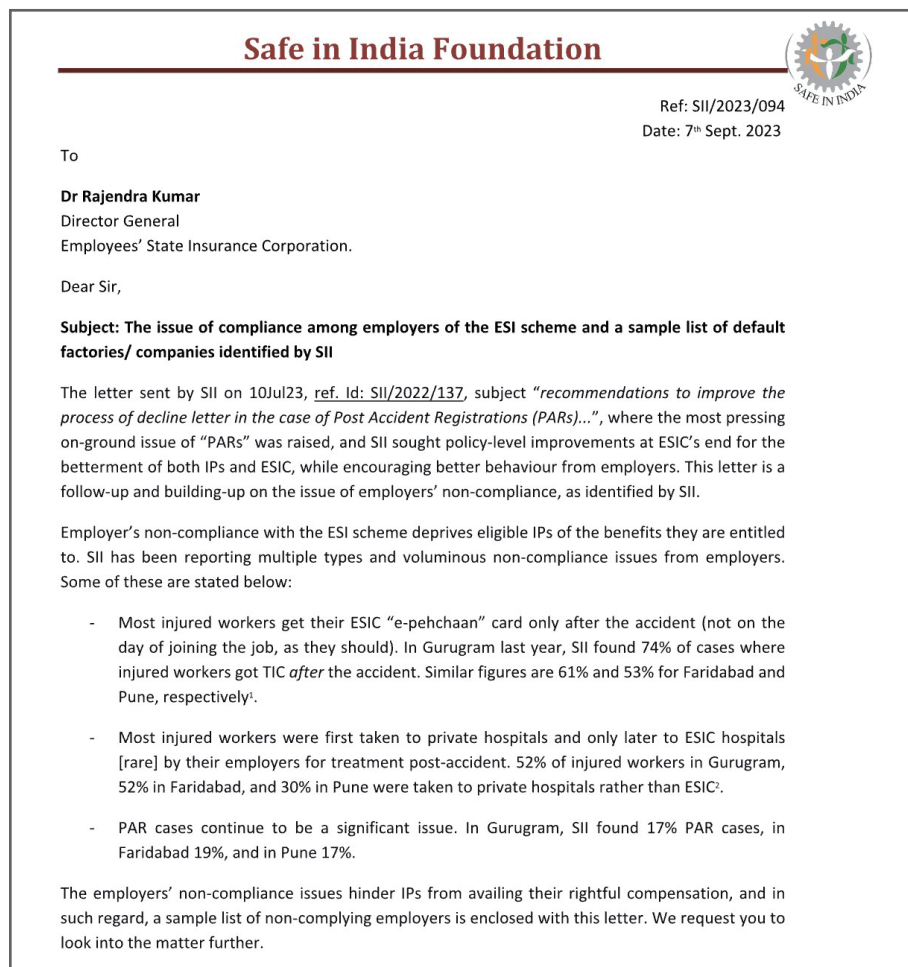 Safe in India Foundation
SAFE IN INDIA
Ref: SII/2023/094
Date: 7th Sept. 2023
To
Dr Rajendra Kumar
Director General
Employees' State Insurance Corporation.
Dear Sir,
Subject: The issue of compliance among employers of the ESI scheme and a sample list of default
factories/ companies identified by SII
The letter sent by SII on 10Jul23, ref. Id: SII/2022/137, subject “recommendations to improve the
process of decline letter in the case of Post Accident Registrations (PARs)...”, where the most pressing
on-ground issue of “PARs” was raised, and SII sought policy-level improvements at ESIC’s end for the
betterment of both IPs and ESIC, while encouraging better behaviour from employers. This letter is a
follow-up and building-up on the issue of employers’ non-compliance, as identified by SII.
Employer’s non-compliance with the ESI scheme deprives eligible IPs of the benefits they are entitled
to. SII has been reporting multiple types and voluminous non-compliance issues from employers.
Some of these are stated below:
- Most injured workers get their ESIC “e-pehchaan” card only after the accident (not on the
day of joining the job, as they should). In Gurugram last year, SII found 74% of cases where
injured workers got TIC after the accident. Similar figures are 61% and 53% for Faridabad and
Pune, respectively¹.
- Most injured workers were first taken to private hospitals and only later to ESIC hospitals
[rare] by their employers for treatment post-accident. 52% of injured workers in Gurugram,
52% in Faridabad, and 30% in Pune were taken to private hospitals rather than ESIC².
- PAR cases continue to be a significant issue. In Gurugram, SII found 17% PAR cases, in
Faridabad 19%, and in Pune 17%.
The employers’ non-compliance issues hinder IPs from availing their rightful compensation, and in
such regard, a sample list of non-complying employers is enclosed with this letter. We request you to
look into the matter further.